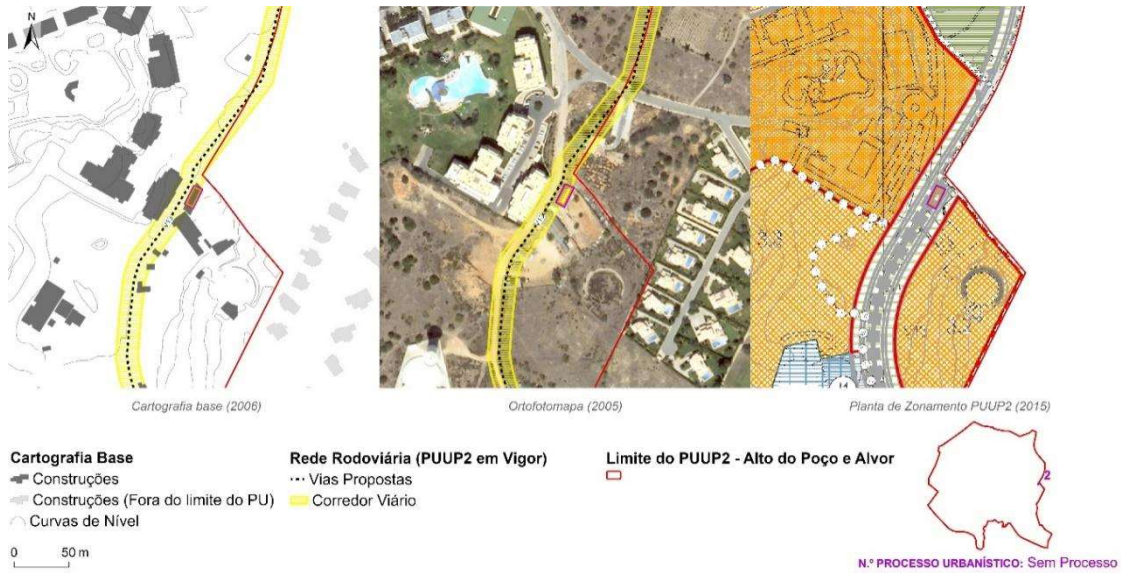 N
Cartografia base (2006)
Ortofotomapa (2005)
Planta de Zonamento PUUP2 (2015)
Cartografia Base
Construções
Construções (Fora do limite do PU)
Curvas de Nível
0 50 m
Rede Rodoviária (PUUP2 em Vigor)
Vias Propostas
Corredor Viário
Limite do PUUP2 - Alto do Poço e Alvor
2
N.º PROCESSO URBANÍSTICO: Sem Processo